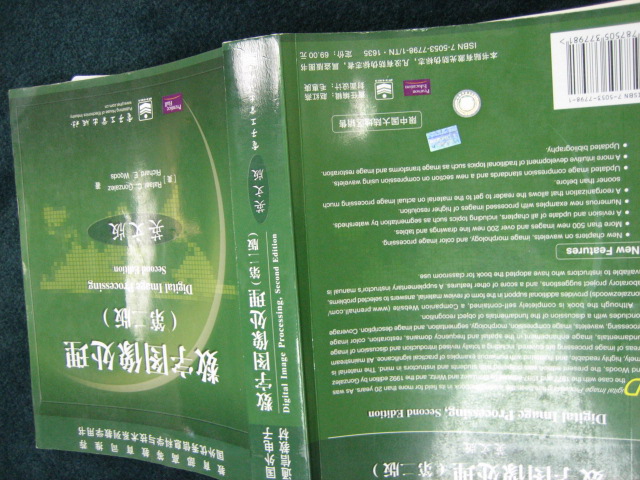 教育部高等教育司推荐
国外优秀信息科学与技术系列教学用书
数字图像处理
（第二版）
Digital Image Processing
Second Edition
英文版
[美] Rafael C. Gonzalez 著
Richard E. Woods
电子工业出版社
国外电子
通信教材
数字图像处理（第二版）
Digital Image Processing, Second Edition
英文版
数字图像处理（第二版）
Digital Image Processing, Second Edition
Although the book is completely self-contained, a Companion Website (www.prenhall/
gonzalezwoods) provides additional support in the form of review material, answers to selected problems,
laboratory project suggestions, and a score of other features. A supplementary instructor's manual is
available to instructors who have adopted the book for classroom use.
New Features
• New chapters on wavelets, image morphology, and color image processing.
• More than 500 new images and over 200 new line drawings and tables.
• A revision and update of all chapters, including topics such as segmentation by watersheds.
• Numerous new examples with processed images of higher resolution.
• A reorganization that allows the reader to get to the material on actual image processing much
sooner than before.
• Updated image compression standards and a new section on compression using wavelets.
• A more intuitive development of traditional topics such as image transforms and image restoration.
• Updated bibliography.
限中国大陆地区销售
Pearson
Education
责任编辑：赵红燕
封面设计：毛惠庚
本书贴有激光防伪标志，凡没有防伪标志者，属盗版图书
ISBN 7-5053-7798-1/TN · 1635 定价：69.00 元
ISBN 7-5053-7798-1
9787505377981